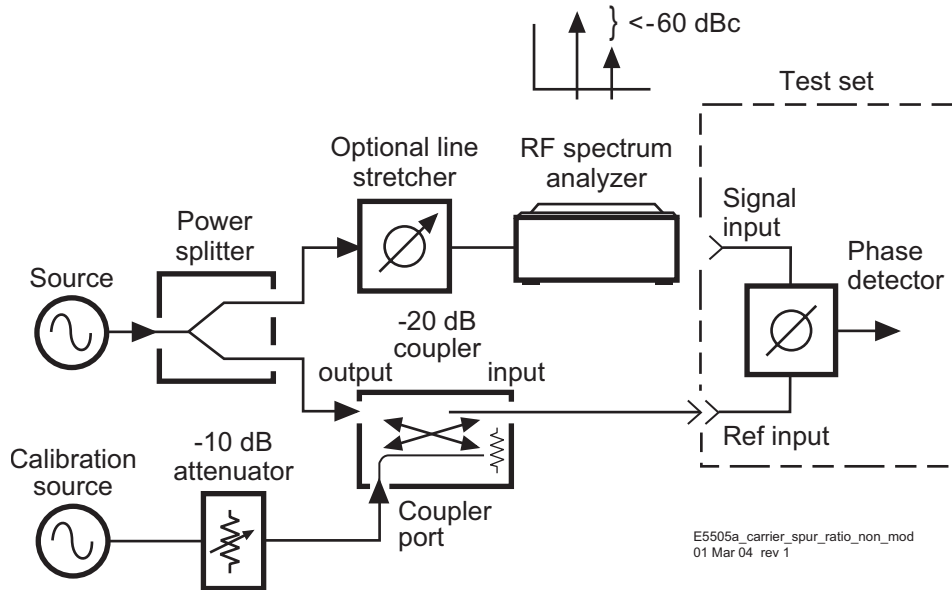 <-60 dBc
Test set
Optional line
stretcher
RF spectrum
analyzer
Signal
input
Power
splitter
Phase
detector
Source
-20 dB
coupler
output
input
Ref input
-10 dB
attenuator
Calibration
source
Coupler
port
E5505a_carrier_spur_ratio_non_mod
01 Mar 04 rev 1